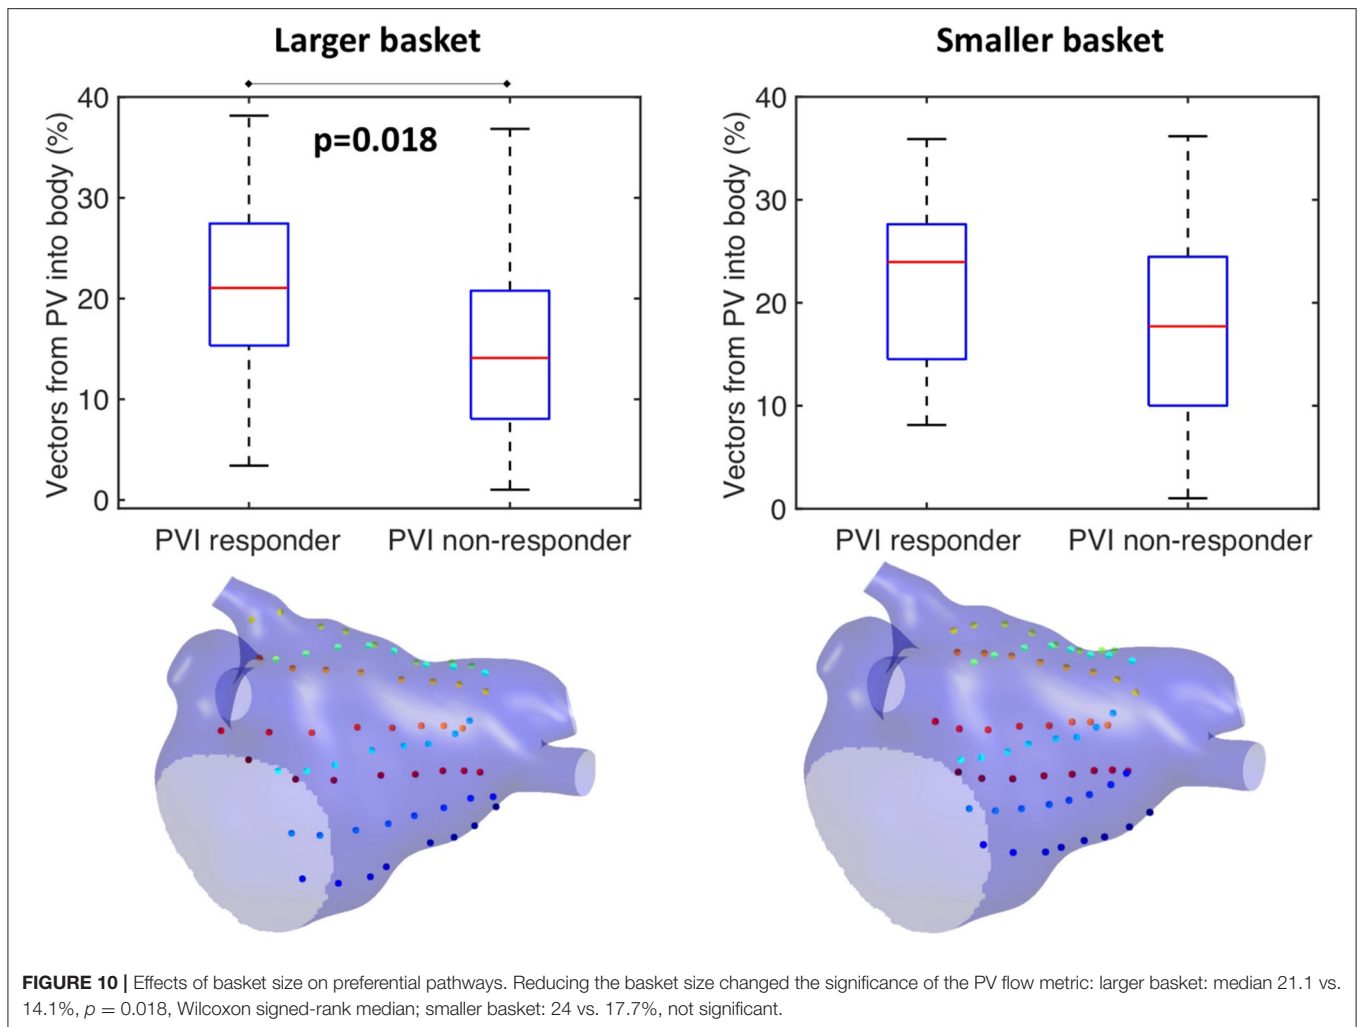 Larger basket
p=0.018
Vectors from PV into body (%)
40
30
20
10
0
PVI responder PVI non-responder
Smaller basket
Vectors from PV into body (%)
40
30
20
10
0
PVI responder PVI non-responder
FIGURE 10 | Effects of basket size on preferential pathways. Reducing the basket size changed the significance of the PV flow metric: larger basket: median 21.1 vs.
14.1%, p = 0.018, Wilcoxon signed-rank median; smaller basket: 24 vs. 17.7%, not significant.